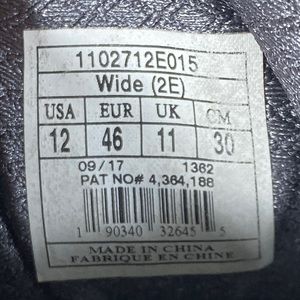 1102712E015
Wide (2E)
USA EUR UK CM
12 46 11 30
09/17 1362
PAT NO# 4,364,188
1 90340 32645 5
MADE IN CHINA
FABRIQUE EN CHINE